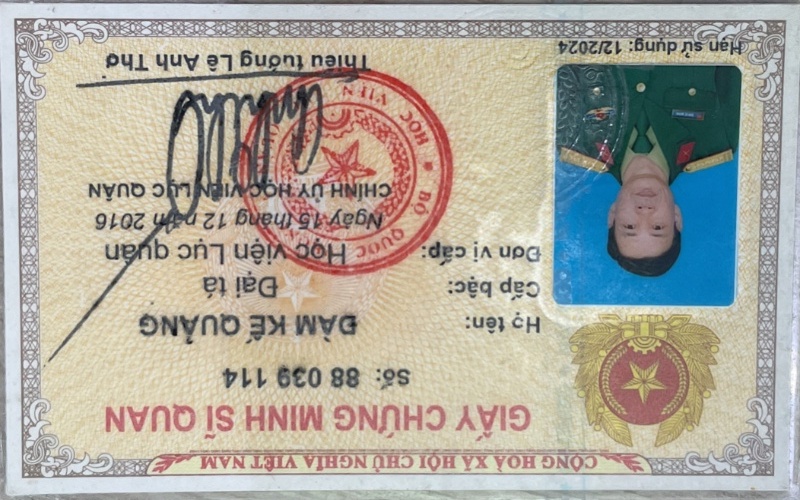 CỘNG HOÀ XÃ HỘI CHỦ NGHĨA VIỆT NAM
GIẤY CHỨNG MINH SĨ QUAN
Số: 88 039 114
Họ tên: ĐÀM KẾ QUẢNG
Cấp bậc: Đại tá
Đơn vị cấp: Học viện Lục quân
Ngày 15 tháng 12 năm 2016
CHÍNH UỶ HỌC VIỆN LỤC QUÂN
BỘ QUỐC
HỌC VIỆN
Thiếu tướng Lê Anh Thơ
Hạn sử dụng: 12/2024